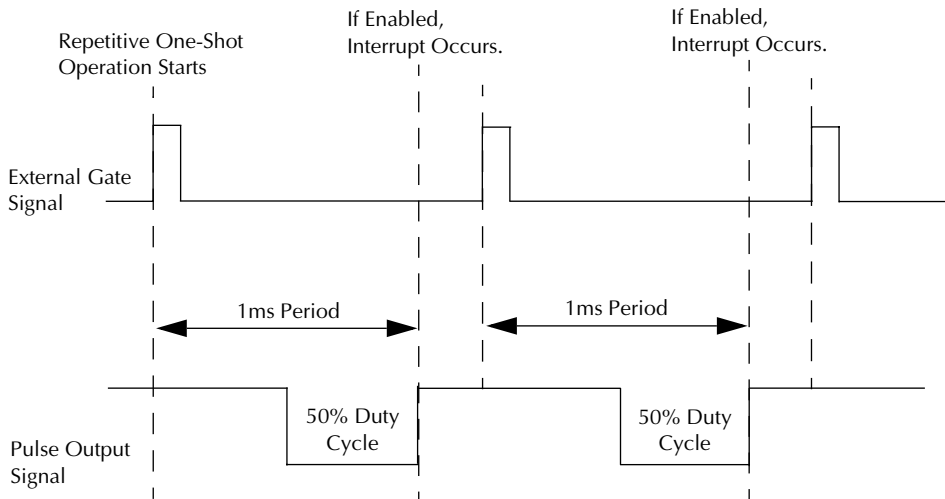 Repetitive One-Shot
Operation Starts
If Enabled,
Interrupt Occurs.
If Enabled,
Interrupt Occurs.
External Gate
Signal
1ms Period
1ms Period
50% Duty
Cycle
50% Duty
Cycle
Pulse Output
Signal